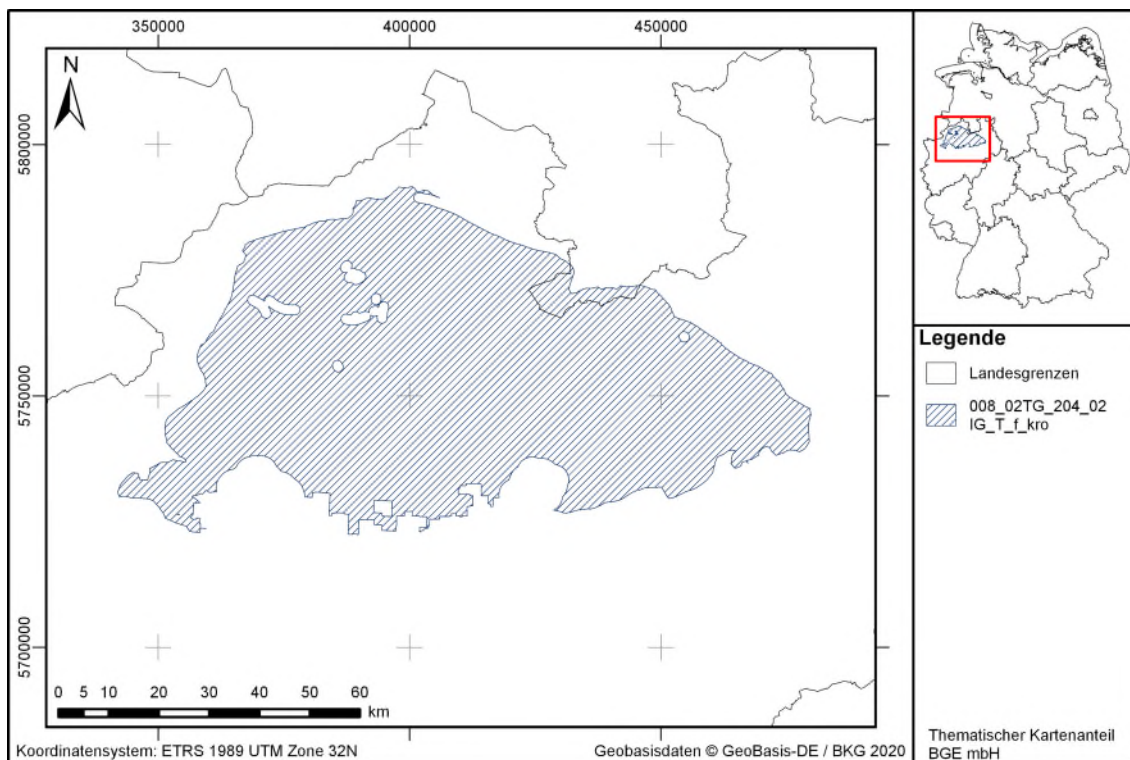 350000
400000
450000
N
5800000
5750000
5700000
0 5 10 20 30 40 50 60
km
Koordinatensystem: ETRS 1989 UTM Zone 32N
Geobasisdaten © GeoBasis-DE / BKG 2020
Legende
Landesgrenzen
008_02TG_204_02
IG_T_f_kro
Thematischer Kartenanteil
BGE mbH